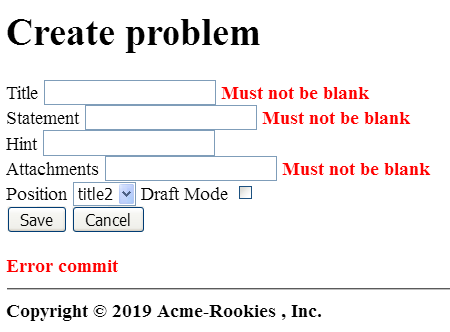 Create problem
Title Must not be blank
Statement Must not be blank
Hint
Attachments Must not be blank
Position title2 Draft Mode
Save Cancel
Error commit
Copyright © 2019 Acme-Rookies , Inc.